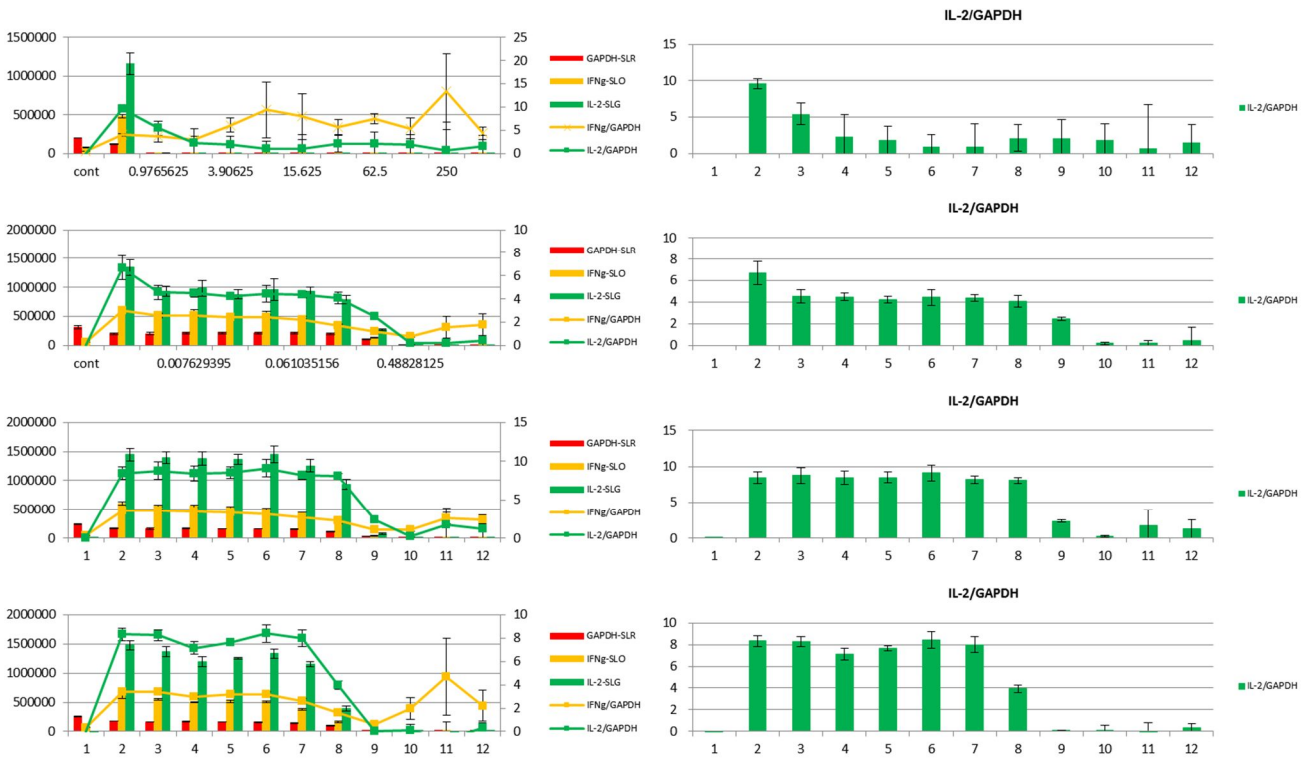 IL-2/GAPDH
1500000 25
1000000 20
500000 15
0 10
5
0
GAPDH-SLR
IFNg-SLO
IL-2-SLG
IFNg/GAPDH
IL-2/GAPDH
cont 0.9765625 3.90625 15.625 62.5 250
15
10
5
0
1 2 3 4 5 6 7 8 9 10 11 12
IL-2/GAPDH
IL-2/GAPDH
2000000 10
1500000 8
1000000 6
500000 4
0 2
0
GAPDH-SLR
IFNg-SLO
IL-2-SLG
IFNg/GAPDH
IL-2/GAPDH
cont 0.007629395 0.061035156 0.48828125
10
8
6
4
2
0
1 2 3 4 5 6 7 8 9 10 11 12
IL-2/GAPDH
IL-2/GAPDH
2000000 15
1500000 10
1000000 5
500000 0
0
GAPDH-SLR
IFNg-SLO
IL-2-SLG
IFNg/GAPDH
IL-2/GAPDH
1 2 3 4 5 6 7 8 9 10 11 12
15
10
5
0
1 2 3 4 5 6 7 8 9 10 11 12
IL-2/GAPDH
IL-2/GAPDH
2000000 10
1500000 8
1000000 6
500000 4
0 2
0
GAPDH-SLR
IFNg-SLO
IL-2-SLG
IFNg/GAPDH
IL-2/GAPDH
1 2 3 4 5 6 7 8 9 10 11 12
10
8
6
4
2
0
1 2 3 4 5 6 7 8 9 10 11 12
IL-2/GAPDH